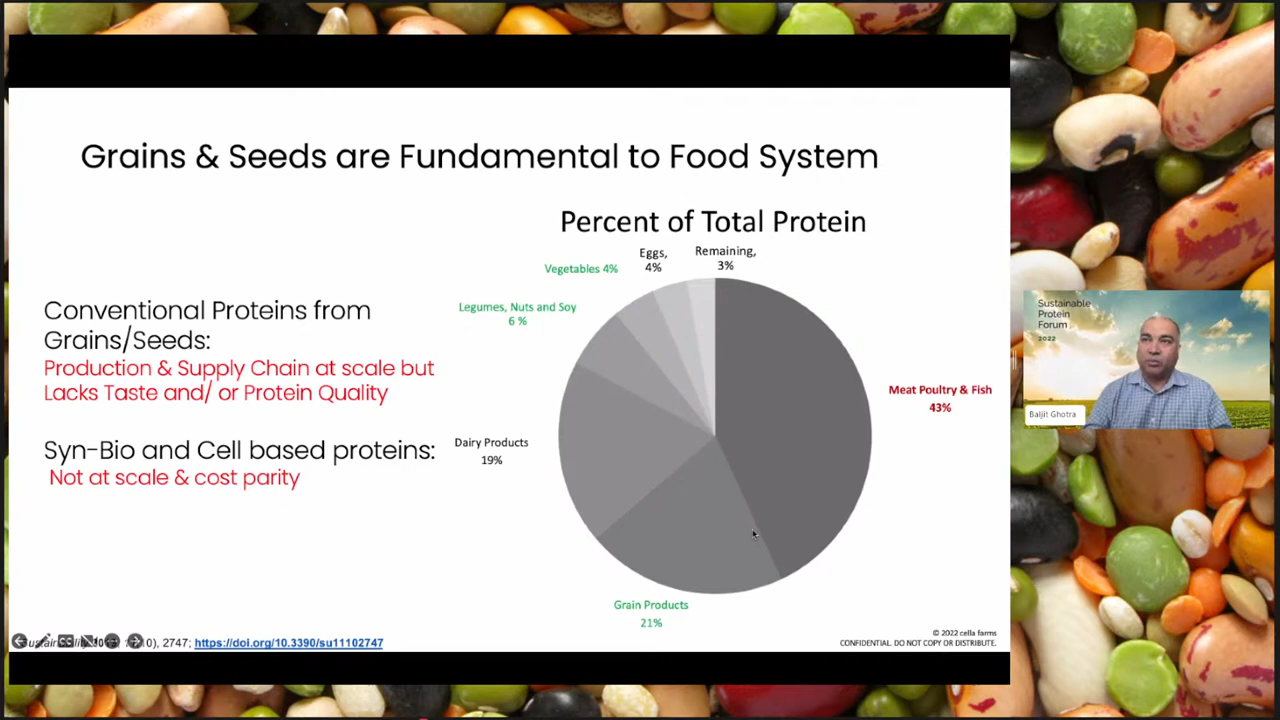 Grains & Seeds are Fundamental to Food System
Percent of Total Protein
Conventional Proteins from
Grains/Seeds:
Production & Supply Chain at scale but
Lacks Taste and/ or Protein Quality
Syn-Bio and Cell based proteins:
Not at scale & cost parity
Vegetables 4%
Eggs,
4%
Remaining,
3%
Legumes, Nuts and Soy
6 %
Meat Poultry & Fish
43%
Dairy Products
19%
Grain Products
21%
2747; https://doi.org/10.3390/su11102747
© 2022 cella farms
CONFIDENTIAL. DO NOT COPY OR DISTRIBUTE.
Sustainable
Protein
Forum
2022
Baljit Ghotra